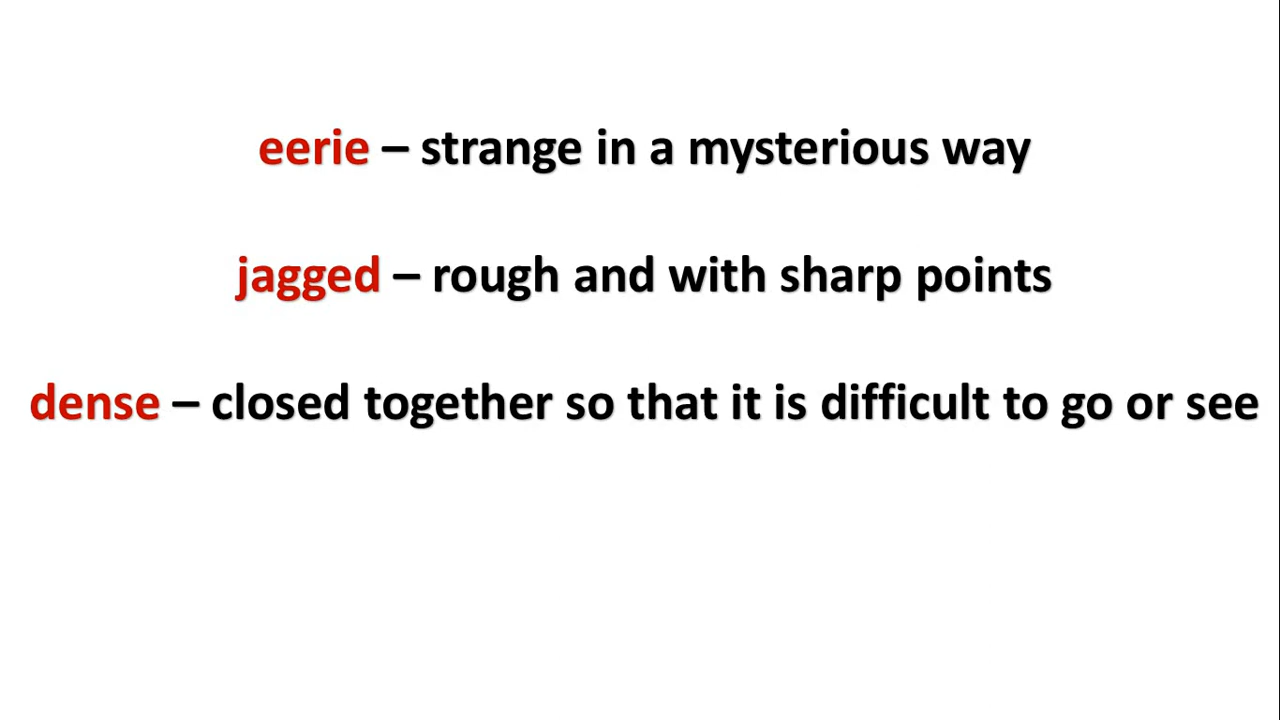 eerie – strange in a mysterious way
jagged – rough and with sharp points
dense – closed together so that it is difficult to go or see